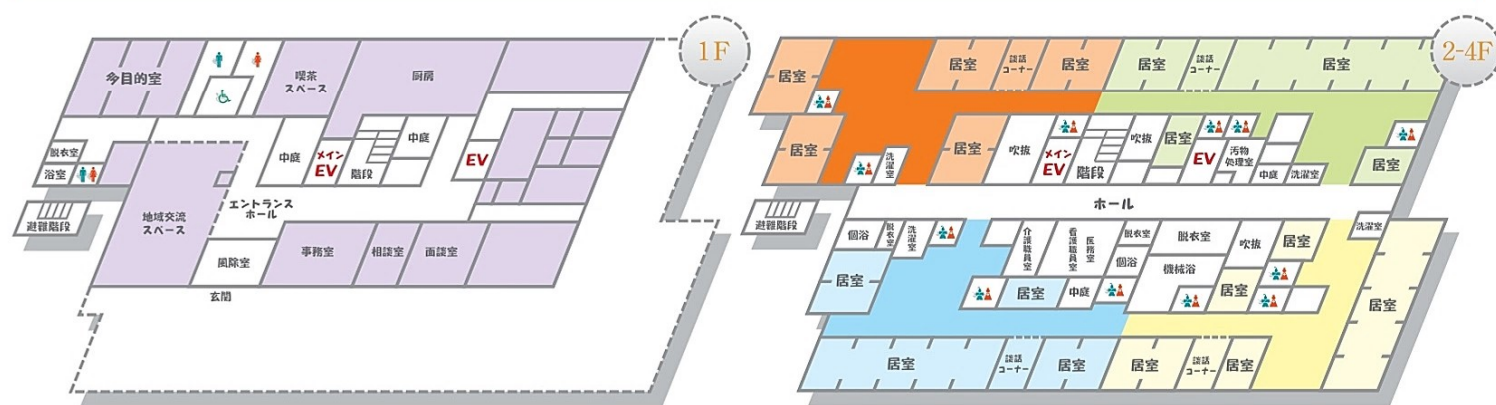 1F
今目的室
喫茶
スペース
厨房
中庭
メイン
EV
階段
中庭
EV
脱衣室
浴室
避難階段
地域交流
スペース
エントランス
ホール
風除室
事務室
相談室
面談室
玄関
2-4F
居室
居室
談話
コーナー
居室
居室
談話
コーナー
居室
居室
洗濯室
居室
吹抜
メイン
EV
階段
吹抜
居室
EV
汚物
処理室
中庭
洗濯室
居室
ホール
避難階段
個浴
脱衣室
洗濯室
介護職員室
看護職員室
医務室
脱衣室
個浴
脱衣室
機械浴
吹抜
居室
洗濯室
居室
居室
中庭
居室
居室
居室
談話
コーナー
居室
居室
談話
コーナー
居室